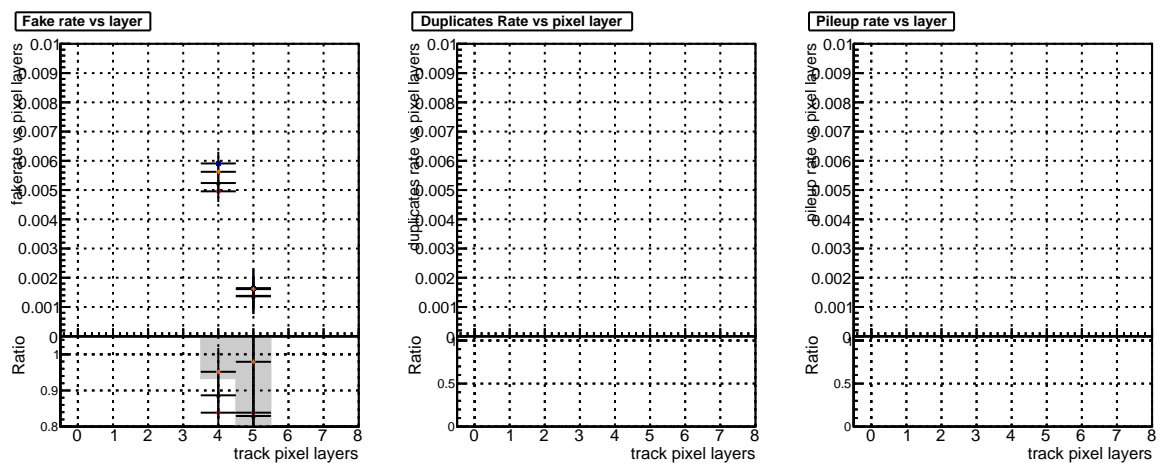 Fake rate vs layer
fakerate vs pixel layers
0.01
0.009
0.008
0.007
0.006
0.005
0.004
0.003
0.002
0.001
0
Ratio
1
0.9
0.8
0 1 2 3 4 5 6 7 8
track pixel layers
Duplicates Rate vs pixel layer
duplicates rate vs pixel layers
0.01
0.009
0.008
0.007
0.006
0.005
0.004
0.003
0.002
0.001
0
Ratio
1
0.5
0
0 1 2 3 4 5 6 7 8
track pixel layers
Pileup rate vs layer
pileup rate vs pixel layers
0.01
0.009
0.008
0.007
0.006
0.005
0.004
0.003
0.002
0.001
0
Ratio
1
0.5
0
0 1 2 3 4 5 6 7 8
track pixel layers